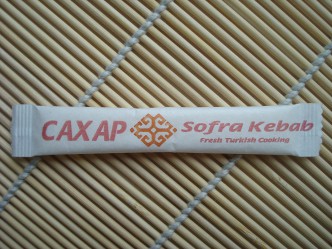 САХАР
Sofra Kebab
Fresh Turkish Cooking